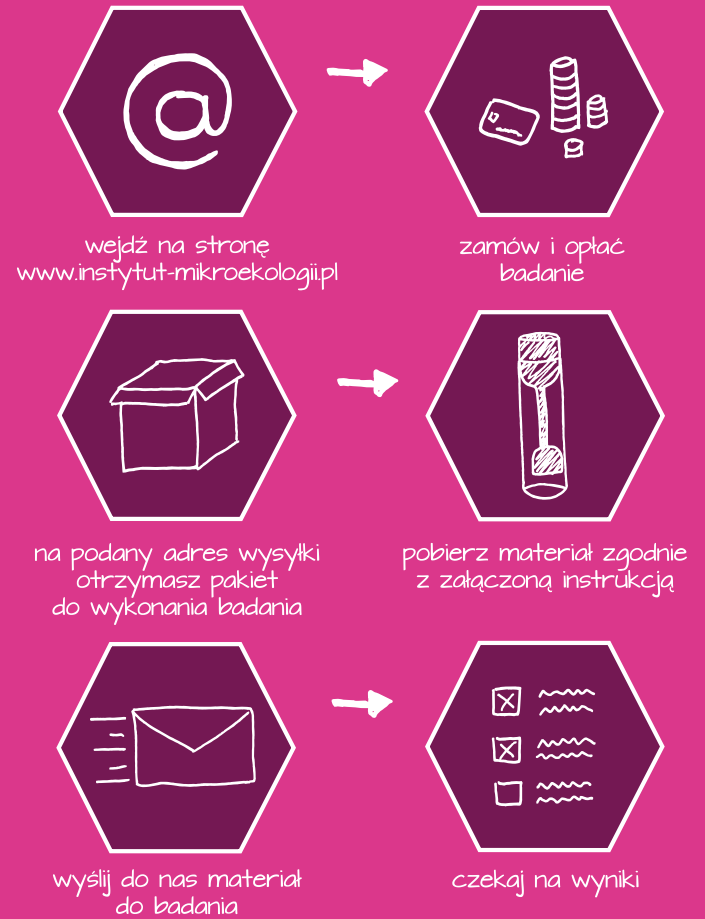 wejdź na stronę
www.instytut-mikroekologii.pl
zamów i opłać
badanie
na podany adres wysyłki
otrzymasz pakiet
do wykonania badania
pobierz materiał zgodnie
z załączoną instrukcją
wyślij do nas materiał
do badania
czekaj na wyniki